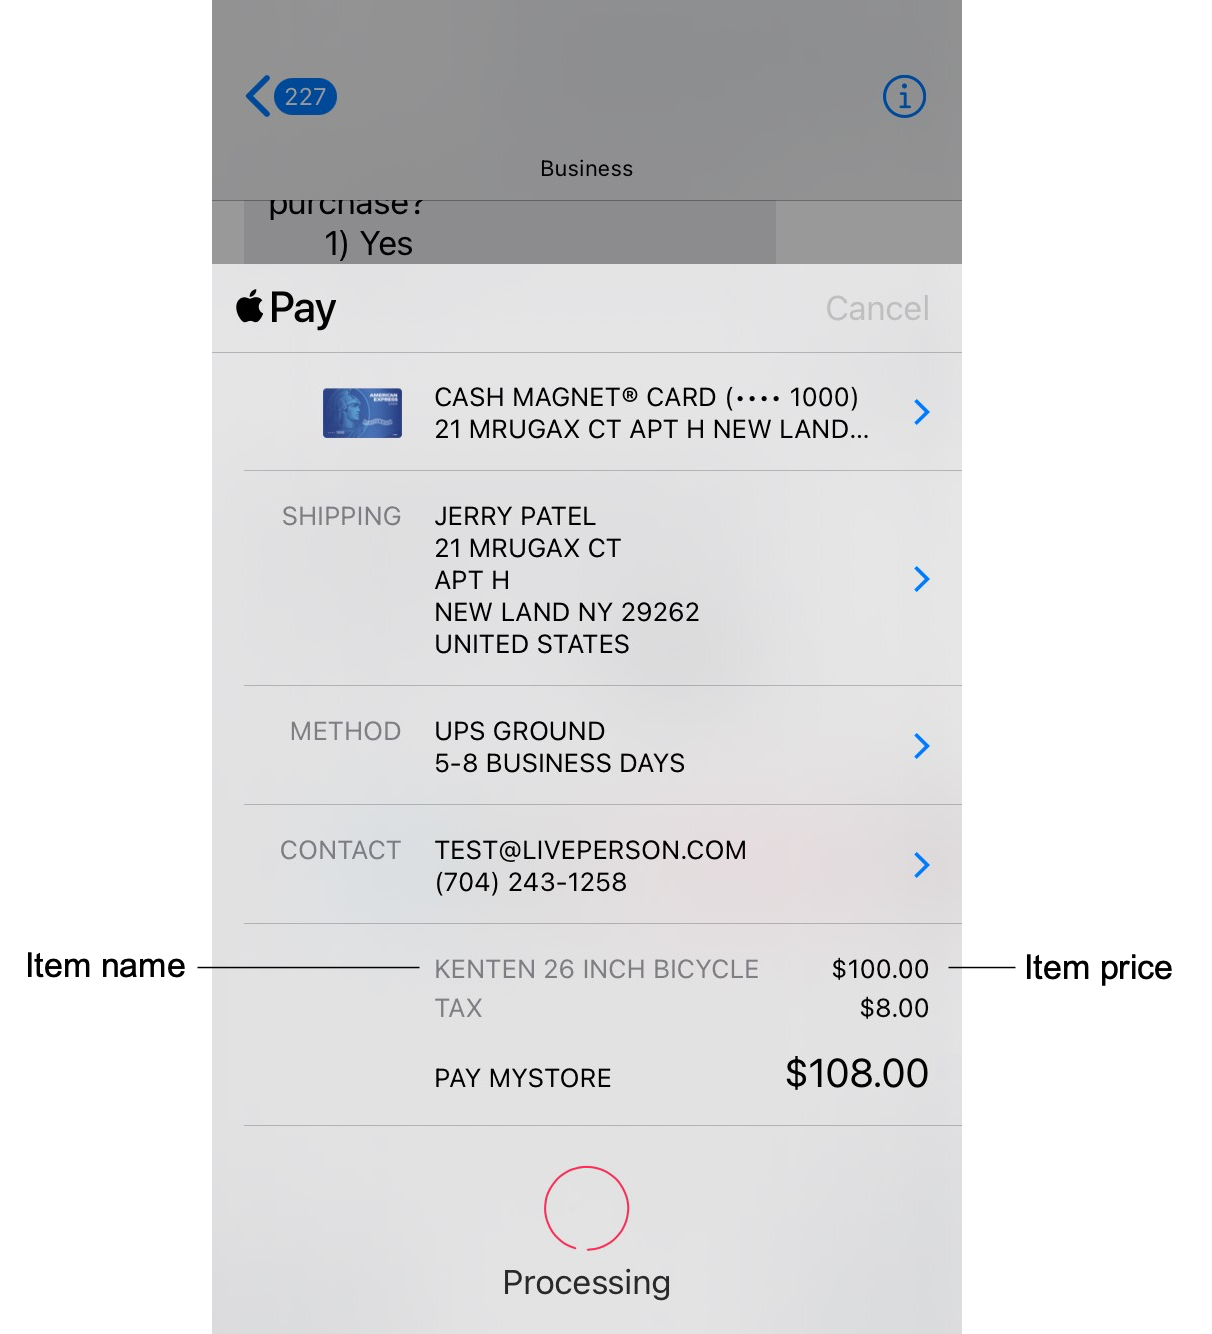 227
Business
purchase?
1) Yes
Pay
Cancel
AMERICAN
EXPRESS
CASH MAGNET® CARD (•••• 1000)
21 MRUGAX CT APT H NEW LAND...
SHIPPING
JERRY PATEL
21 MRUGAX CT
APT H
NEW LAND NY 29262
UNITED STATES
METHOD
UPS GROUND
5-8 BUSINESS DAYS
CONTACT
TEST@LIVEPERSON.COM
(704) 243-1258
Item name
KENTEN 26 INCH BICYCLE $100.00
Item price
TAX $8.00
PAY MYSTORE $108.00
Processing